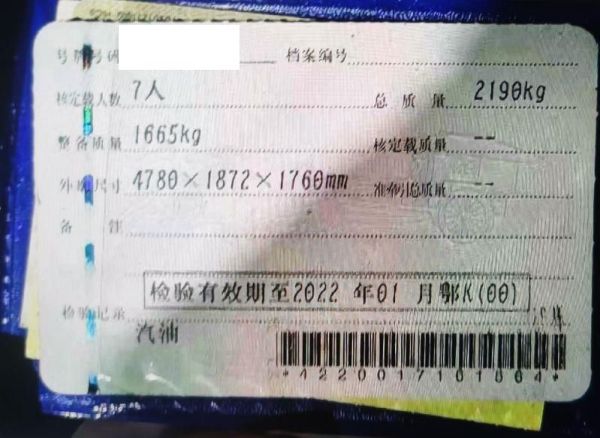 号牌号码 档案编号
核定载人数 7人 总质量 2190kg
整备质量 1665kg 核定载质量 --
外廓尺寸 4780×1872×1760mm 准牵引总质量 --
备注
检验有效期至2022年01月鄂K(00)
检验记录
汽油
*4220017101864*